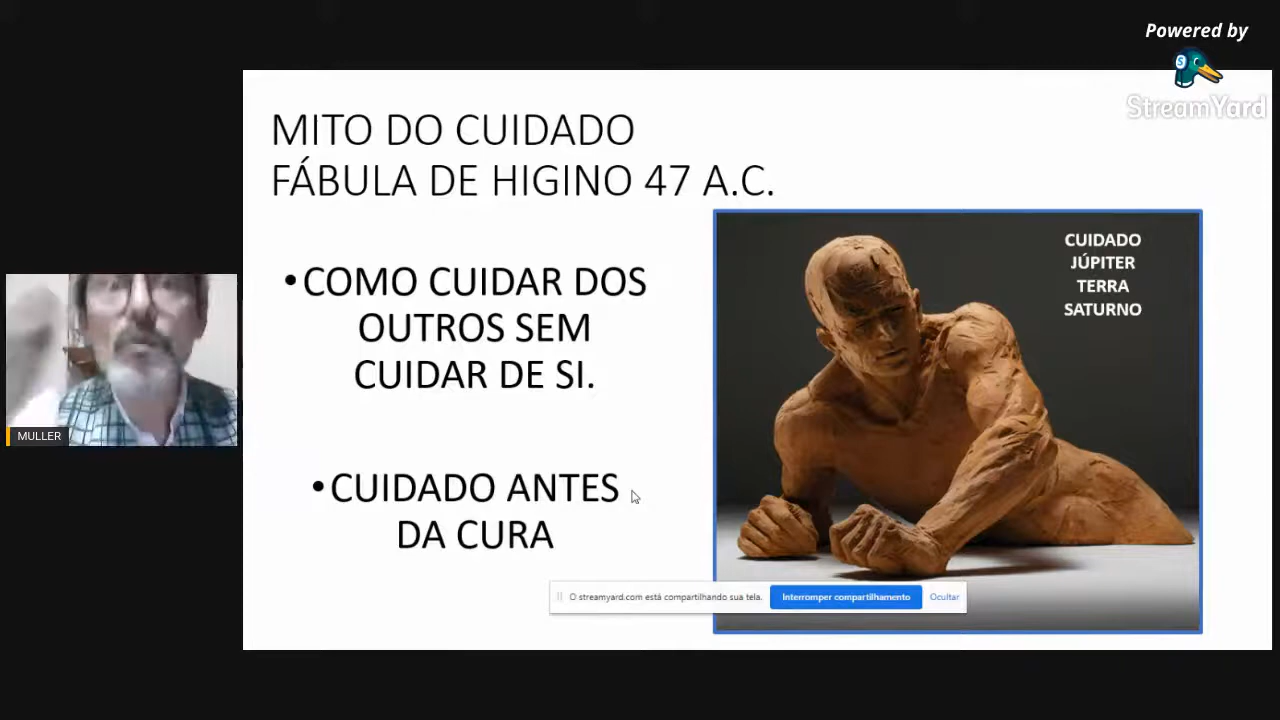 Powered by
StreamYard
MITO DO CUIDADO
FÁBULA DE HIGINO 47 A.C.
•COMO CUIDAR DOS
OUTROS SEM
CUIDAR DE SI.
•CUIDADO ANTES
DA CURA
CUIDADO
JÚPITER
TERRA
SATURNO
MULLER
O streamyard.com está compartilhando sua tela. Interromper compartilhamento Ocultar